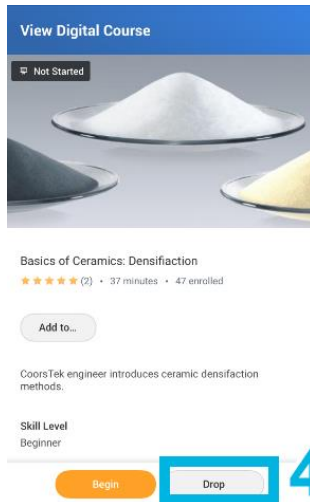 View Digital Course
Not Started
Basics of Ceramics: Densifiaction
(2) • 37 minutes • 47 enrolled
Add to...
CoorsTek engineer introduces ceramic densifaction
methods.
Skill Level
Beginner
Begin
Drop
4